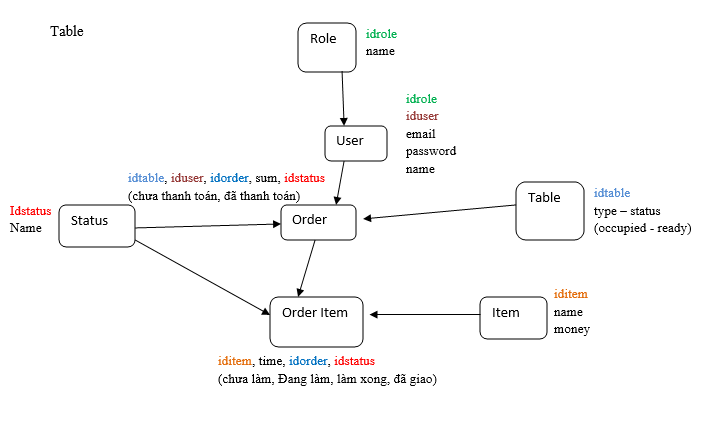 Table
Role
idrole
name
idrole
iduser
email
password
name
User
idtable, iduser, idorder, sum, idstatus
(chưa thanh toán, đã thanh toán)
Table
idtable
type – status
(occupied - ready)
Idstatus
Name
Status
Order
Order Item
Item
iditem
name
money
iditem, time, idorder, idstatus
(chưa làm, Đang làm, làm xong, đã giao)